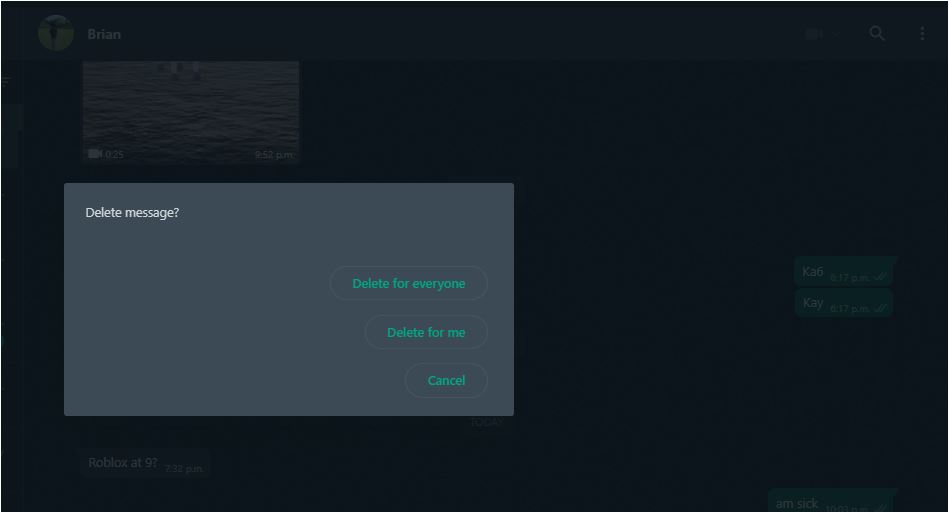 Brian
0:25 9:52 p.m.
Delete message?
Delete for everyone
Ka6 6:17 p.m.
Kay 6:17 p.m.
Delete for me
Cancel
TODAY
Roblox at 9? 7:32 p.m.
am sick 10:03 p.m.